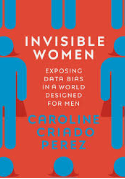 INVISIBLE
WOMEN
EXPOSING
DATA BIAS
IN A WORLD
DESIGNED
FOR MEN
CAROLINE
CRIADO
PEREZ